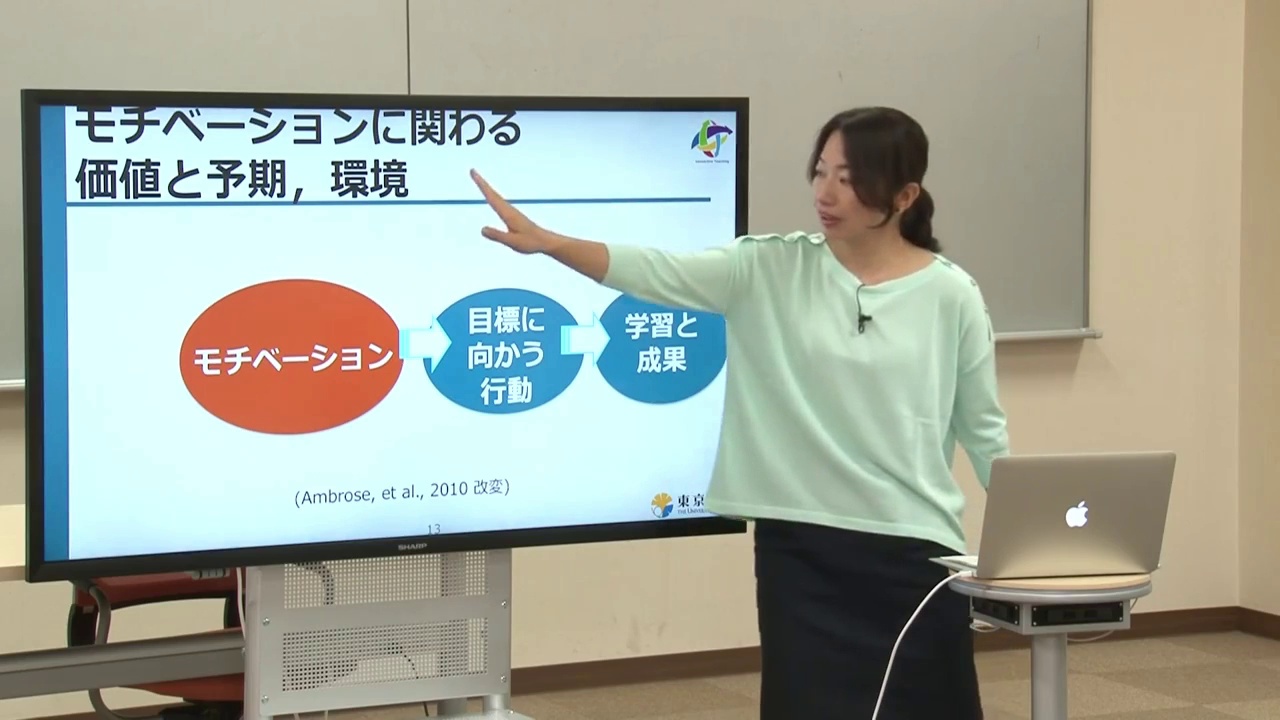 モチベーションに関わる
価値と予期，環境
モチベーション
目標に
向かう
行動
学習と
成果
(Ambrose, et al., 2010 改変)
東京
13
SHARP